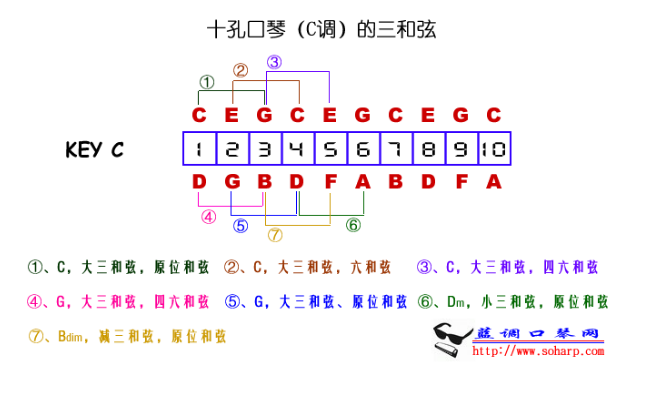 十孔口琴（C调）的三和弦
① ② ③
C E G C E G C E G C
KEY C 1 2 3 4 5 6 7 8 9 10
D G B D F A B D F A
④ ⑤ ⑦ ⑥
①、C，大三和弦，原位和弦 ②、C，大三和弦，六和弦 ③、C，大三和弦，四六和弦
④、G，大三和弦，四六和弦 ⑤、G，大三和弦、原位和弦 ⑥、Dm，小三和弦，原位和弦
⑦、Bdim，减三和弦，原位和弦
蓝调口琴网
http://www.soharp.com